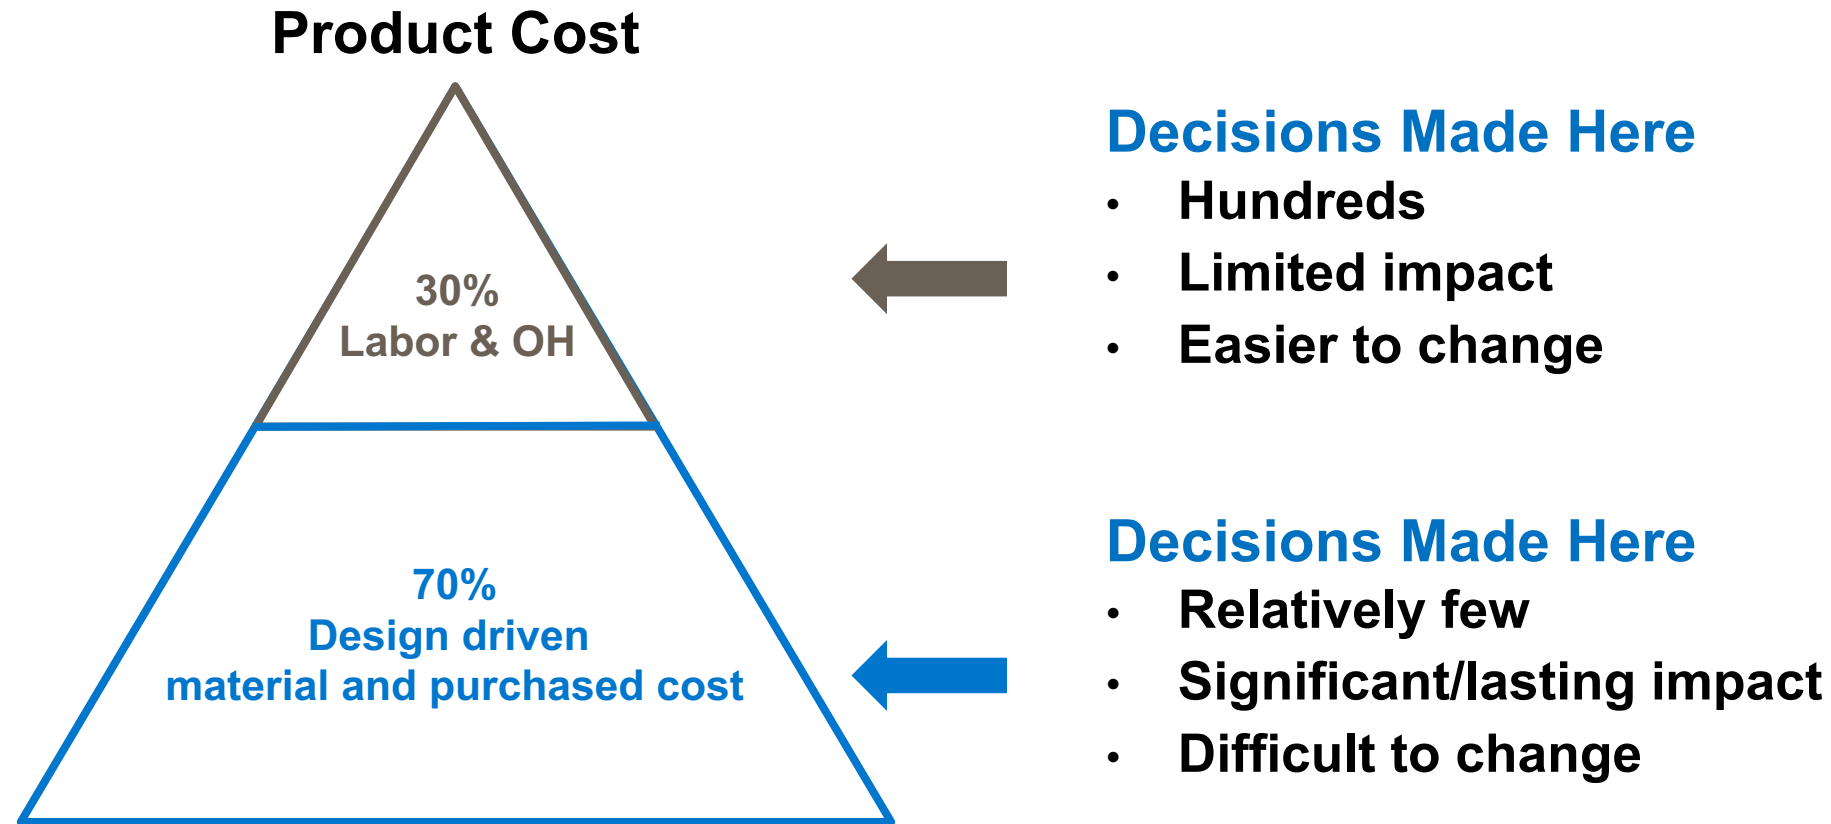 Product Cost
30%
Labor & OH
70%
Design driven
material and purchased cost
Decisions Made Here
• Hundreds
• Limited impact
• Easier to change
Decisions Made Here
• Relatively few
• Significant/lasting impact
• Difficult to change